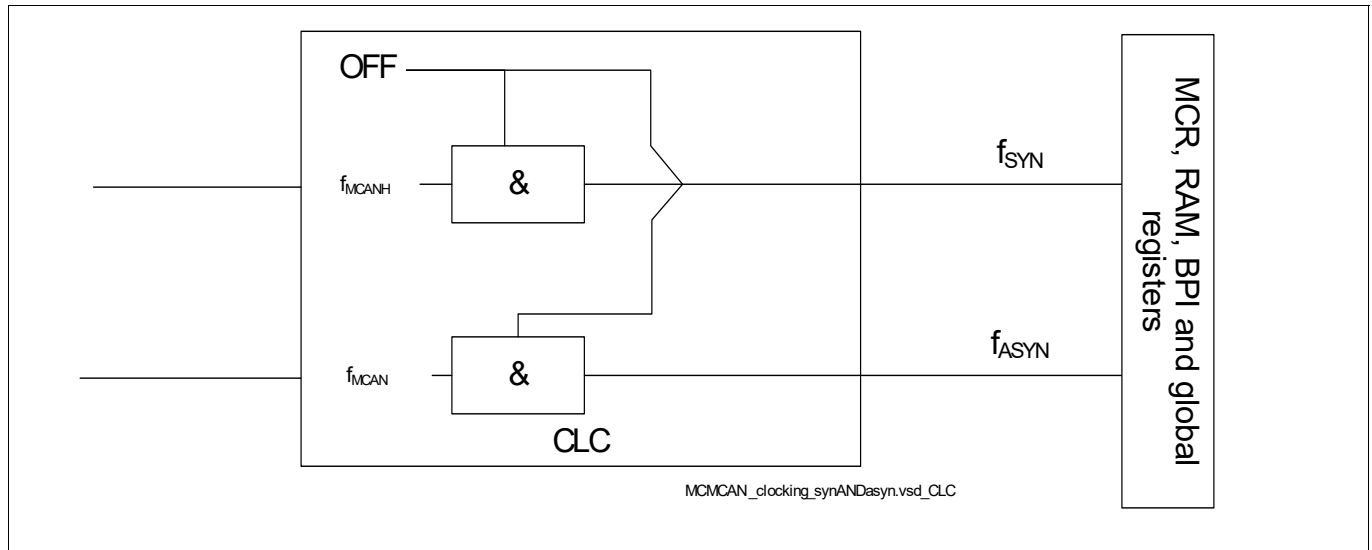 OFF
fMCANH
&
fSYN
fMCAN
&
fASYN
CLC
MCR, RAM, BPI and global
registers
MCMCAN_clocking_synANDasyn.vsd_CLC